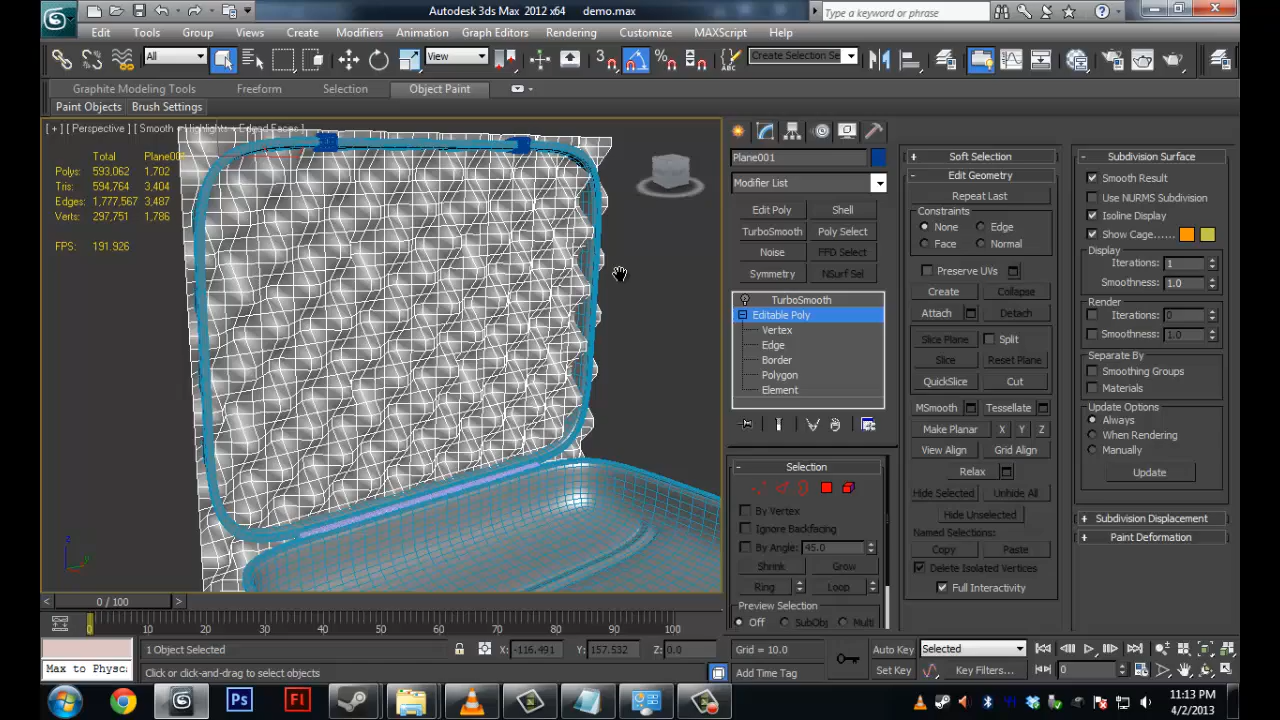 Autodesk 3ds Max 2012 x64 demo.max
Type a keyword or phrase
Edit Tools Group Views Create Modifiers Animation Graph Editors Rendering Customize MAXScript Help
All View 3 Create Selection Se
Graphite Modeling Tools Freeform Selection Object Paint
Paint Objects Brush Settings
[ + ] [ Perspective ] [ Smooth + Highlights + Edged Faces ]
Total Plane001
Polys: 593,062 1,702
Tris: 594,764 3,404
Edges: 1,777,567 3,487
Verts: 297,751 1,786
FPS: 191.926
Plane001
Modifier List
Edit Poly Shell
TurboSmooth Poly Select
Noise FFD Select
Symmetry NSurf Sel
TurboSmooth
Editable Poly
Vertex
Edge
Border
Polygon
Element
Selection
By Vertex
Ignore Backfacing
By Angle: 45.0
Shrink Grow
Ring Loop
Preview Selection
Off SubObj Multi
Soft Selection
Edit Geometry
Repeat Last
Constraints
None Edge
Face Normal
Preserve UVs
Create Collapse
Attach Detach
Slice Plane Split
Slice Reset Plane
QuickSlice Cut
MSmooth Tessellate
Make Planar X Y Z
View Align Grid Align
Relax
Hide Selected Unhide All
Hide Unselected
Named Selections:
Copy Paste
Delete Isolated Vertices
Full Interactivity
Subdivision Surface
Smooth Result
Use NURMS Subdivision
Isoline Display
Show Cage......
Display
Iterations: 1
Smoothness: 1.0
Render
Iterations: 0
Smoothness: 1.0
Separate By
Smoothing Groups
Materials
Update Options
Always
When Rendering
Manually
Update
Subdivision Displacement
Paint Deformation
< 0 / 100 >
0 10 20 30 40 50 60 70 80 90 100
1 Object Selected X: -116.491 Y: 157.532 Z: 0.0 Grid = 10.0 Auto Key Selected
Max to Physc. Click or click-and-drag to select objects Add Time Tag Set Key Key Filters... 0
Ps Fl
11:13 PM
4/2/2013